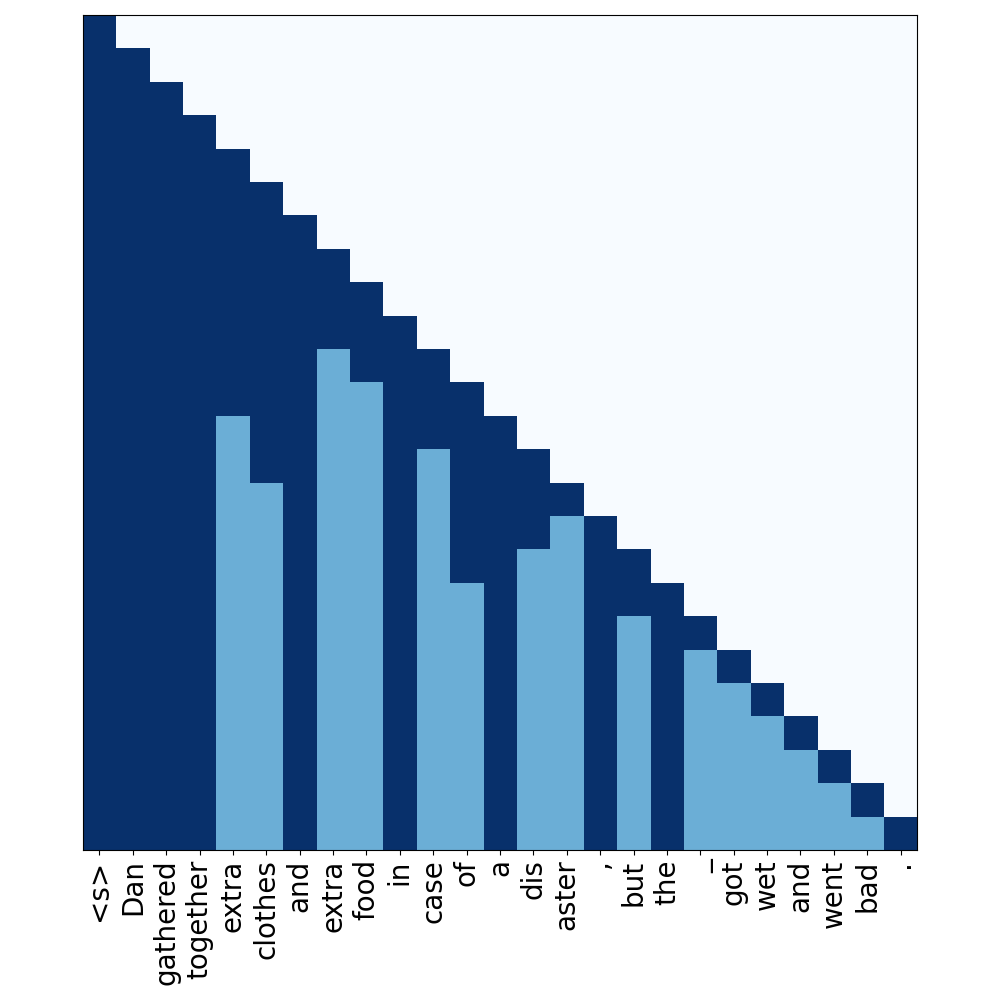 <s>
Dan
gathered
together
extra
clothes
and
extra
food
in
case
of
a
dis
aster
,
but
the
_
got
wet
and
went
bad
.